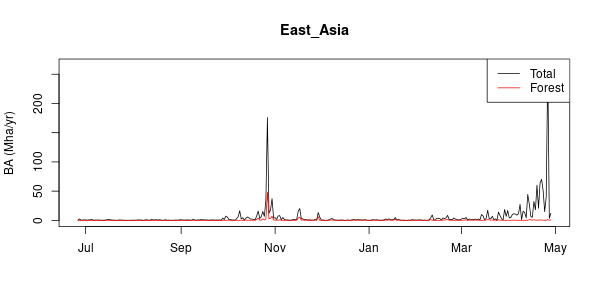 East_Asia
BA (Mha/yr)
200
100
50
0
Total
Forest
Jul Sep Nov Jan Mar May